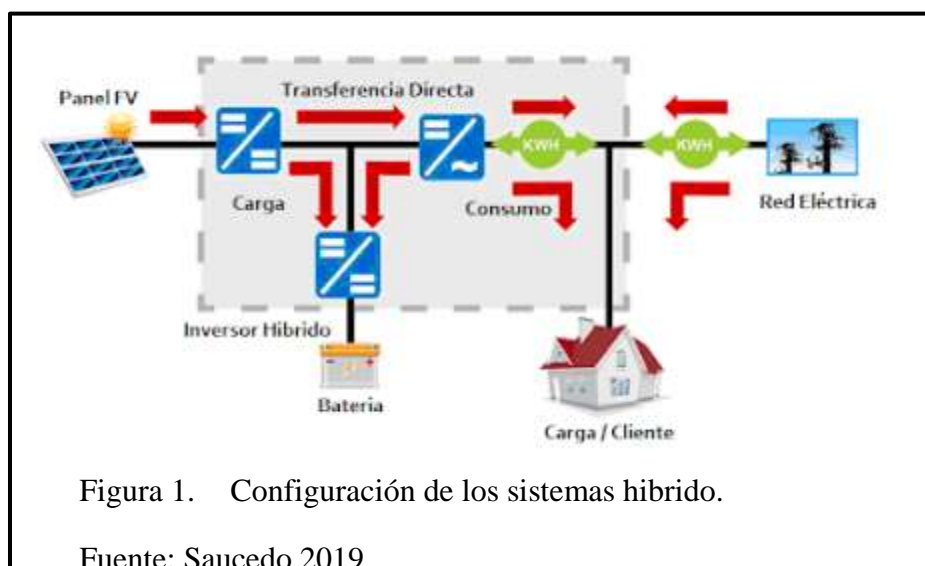 Transferencia Directa
Panel FV
KWH
KWH
Carga
Consumo
Red Eléctrica
Inversor Hibrido
Bateria
Carga / Cliente
Figura 1. Configuración de los sistemas hibrido.
Fuente: Saucedo 2019